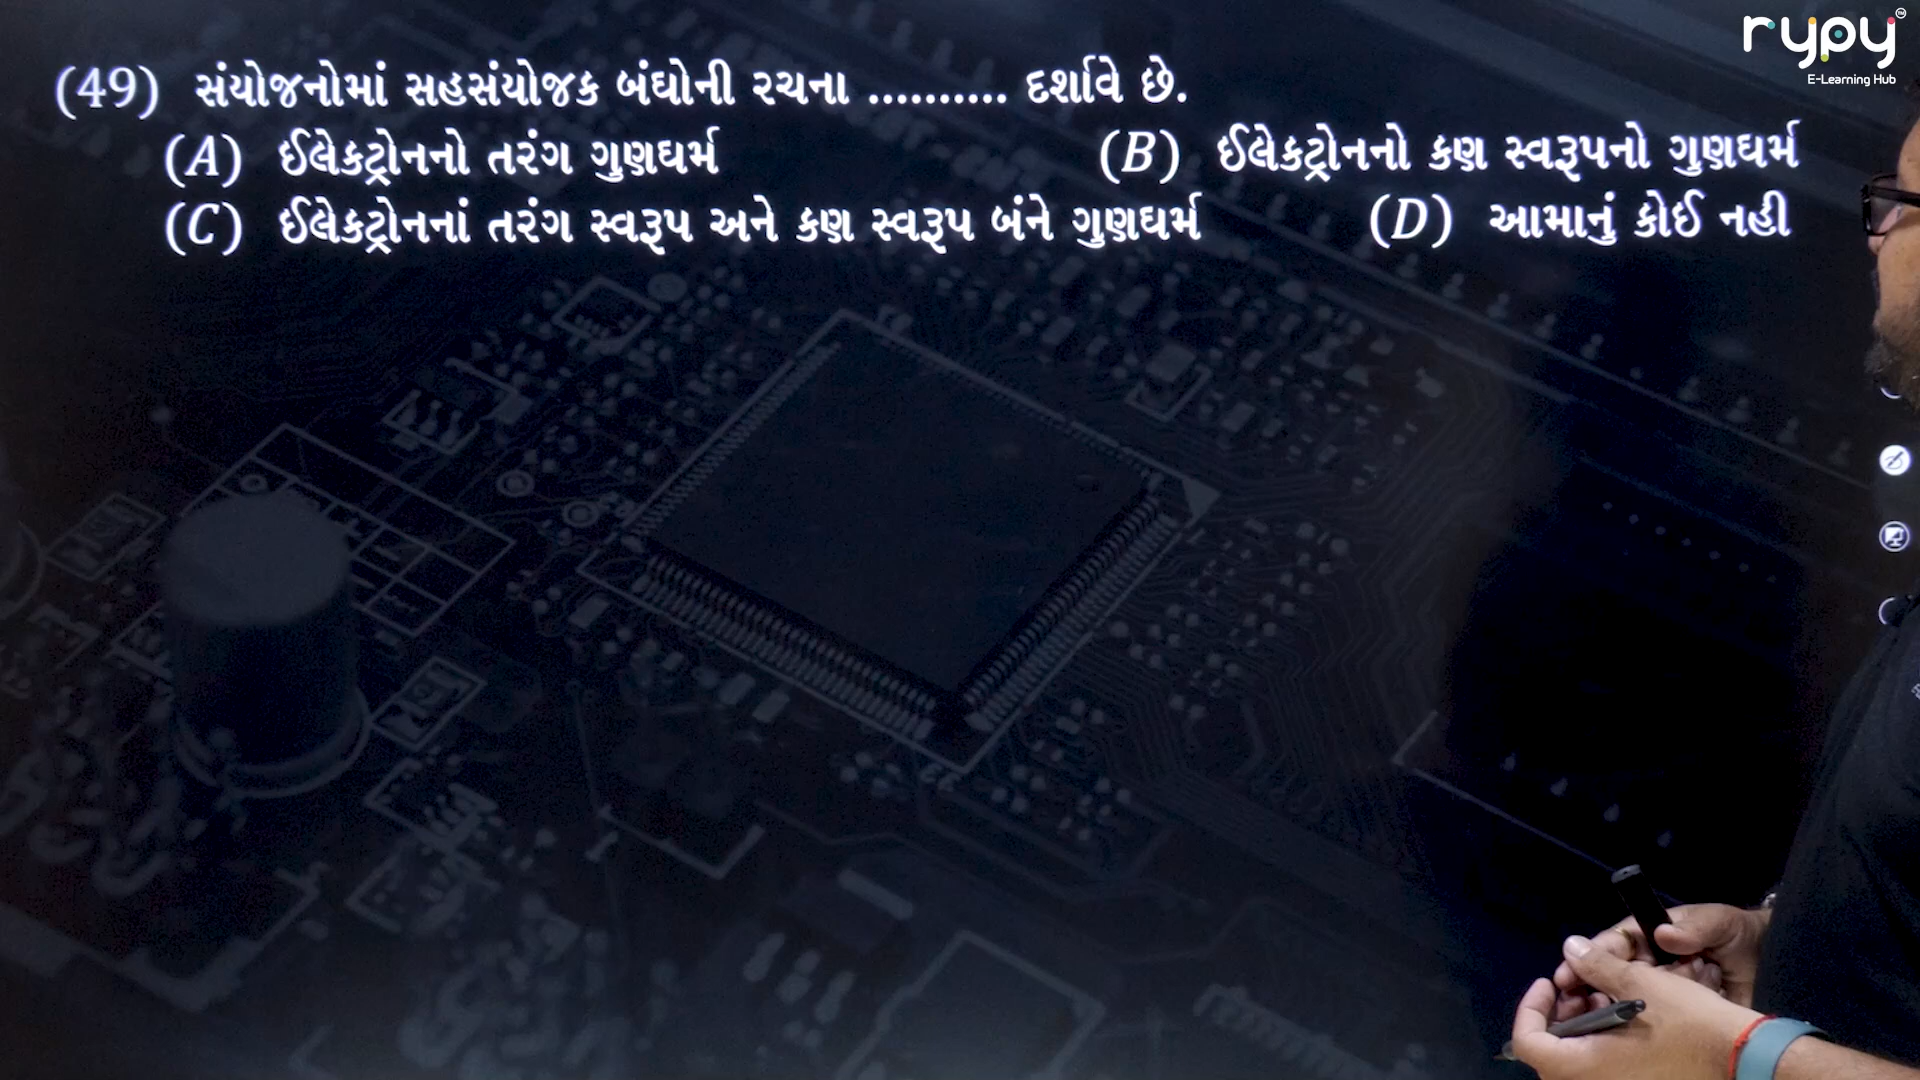 rypy™
E-Learning Hub
(49) સંયોજનોમાં સહસંયોજક બંધોની રચના .......... દર્શાવે છે.
(A) ઈલેક્ટ્રોનનો તરંગ ગુણધર્મ (B) ઈલેક્ટ્રોનનો કણ સ્વરૂપનો ગુણધર્મ
(C) ઈલેક્ટ્રોનનાં તરંગ સ્વરૂપ અને કણ સ્વરૂપ બંને ગુણધર્મ (D) આમાનું કોઈ નહી